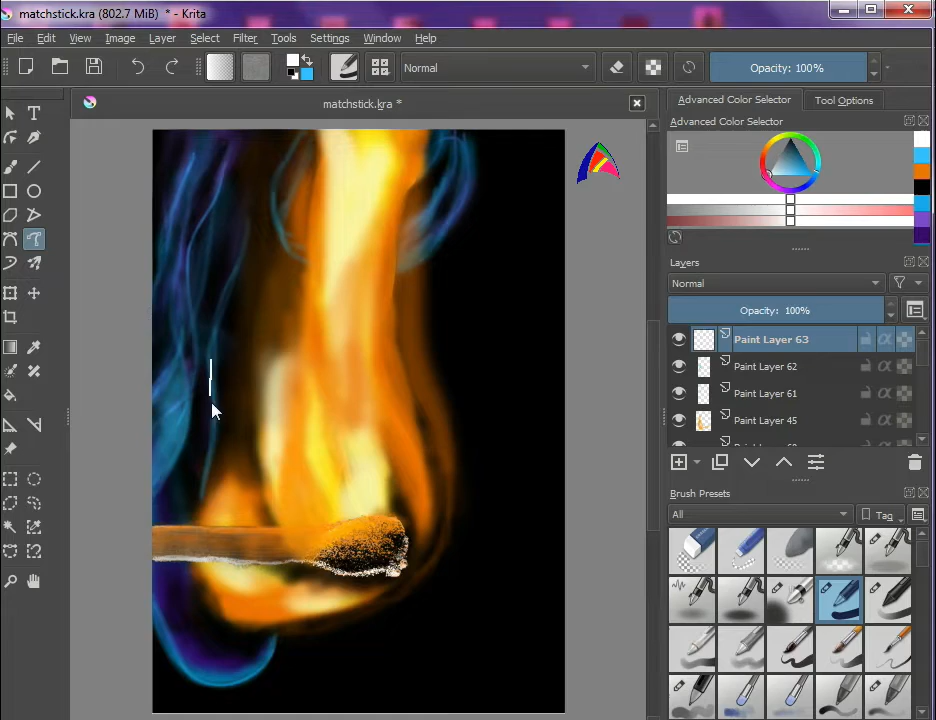 matchstick.kra (802.7 MiB) * - Krita
File Edit View Image Layer Select Filter Tools Settings Window Help
Normal
Opacity: 100%
matchstick.kra *
Advanced Color Selector
Tool Options
Advanced Color Selector
Layers
Normal
Opacity: 100%
Paint Layer 63
Paint Layer 62
Paint Layer 61
Paint Layer 45
Brush Presets
All
Tag